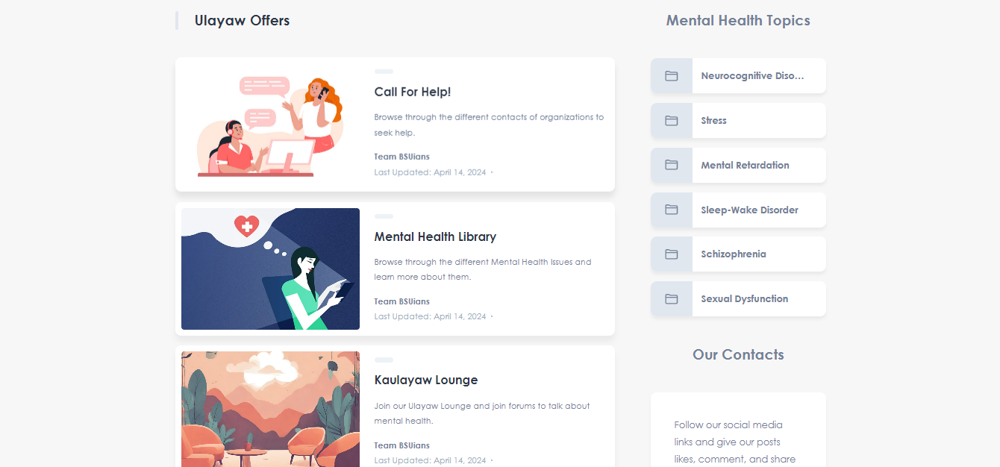 Ulayaw Offers
Call For Help!
Browse through the different contacts of organizations to
seek help.
Team BSUians
Last Updated: April 14, 2024 •
Mental Health Library
Browse through the different Mental Health Issues and
learn more about them.
Team BSUians
Last Updated: April 14, 2024 •
Kaulayaw Lounge
Join our Ulayaw Lounge and join forums to talk about
mental health.
Team BSUians
Last Updated: April 14, 2024 •
Mental Health Topics
Neurocognitive Diso...
Stress
Mental Retardation
Sleep-Wake Disorder
Schizophrenia
Sexual Dysfunction
Our Contacts
Follow our social media
links and give our posts
likes, comment, and share